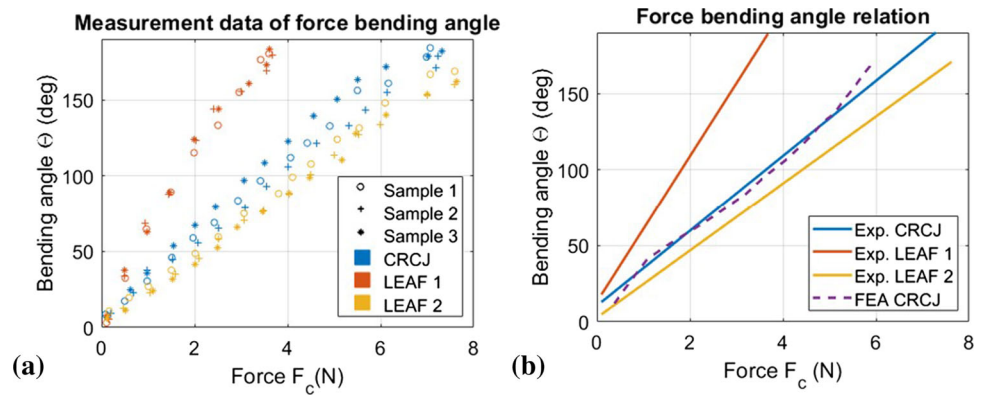 Measurement data of force bending angle
Bending angle Θ (deg)
150
100
50
0
0 2 4 6 8
Force Fc(N)
Sample 1
Sample 2
Sample 3
CRCJ
LEAF 1
LEAF 2
(a)
Force bending angle relation
Bending angle Θ (deg)
150
100
50
0
0 2 4 6 8
Force Fc (N)
Exp. CRCJ
Exp. LEAF 1
Exp. LEAF 2
FEA CRCJ
(b)